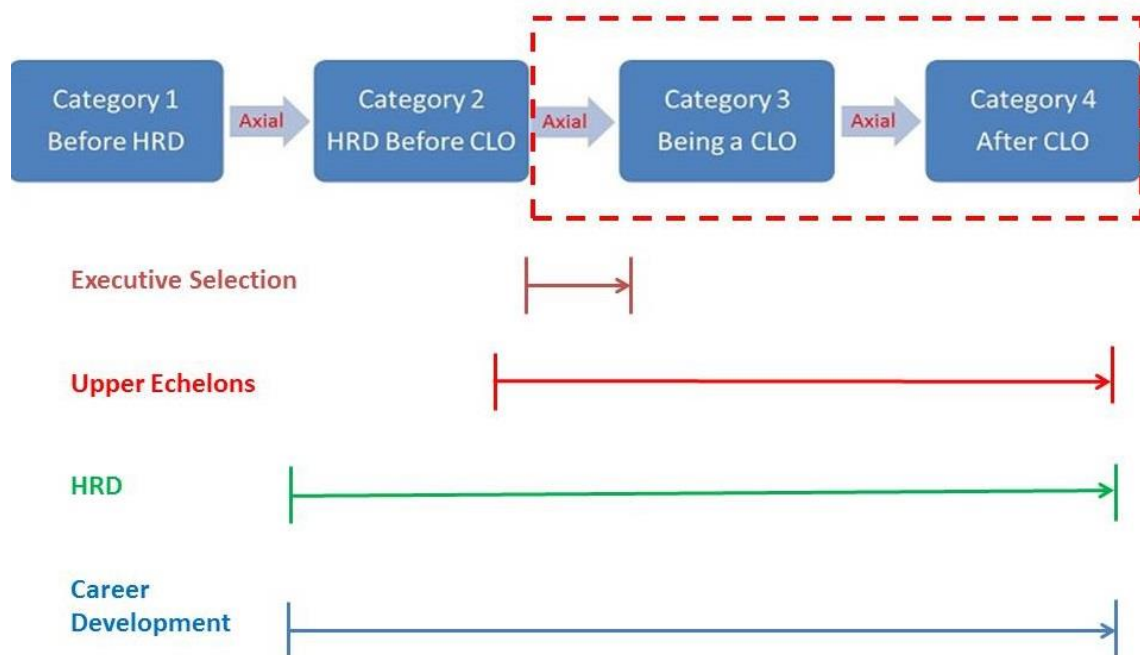 Category 1
Before HRD
Axial
Category 2
HRD Before CLO
Axial
Category 3
Being a CLO
Axial
Category 4
After CLO
Executive Selection
Upper Echelons
HRD
Career
Development